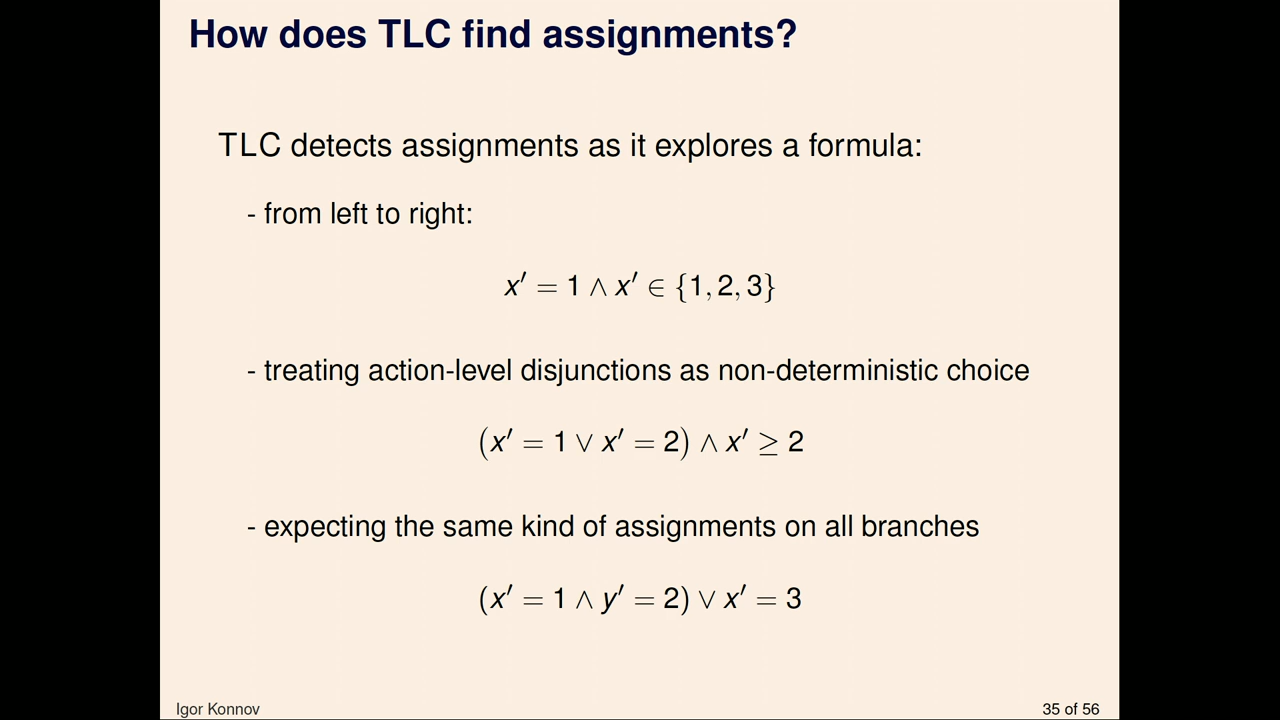 How does TLC find assignments?
TLC detects assignments as it explores a formula:
- from left to right:
x′ = 1 ∧ x′ ∈ {1, 2, 3}
- treating action-level disjunctions as non-deterministic choice
(x′ = 1 ∨ x′ = 2) ∧ x′ ≥ 2
- expecting the same kind of assignments on all branches
(x′ = 1 ∧ y′ = 2) ∨ x′ = 3
Igor Konnov
35 of 56